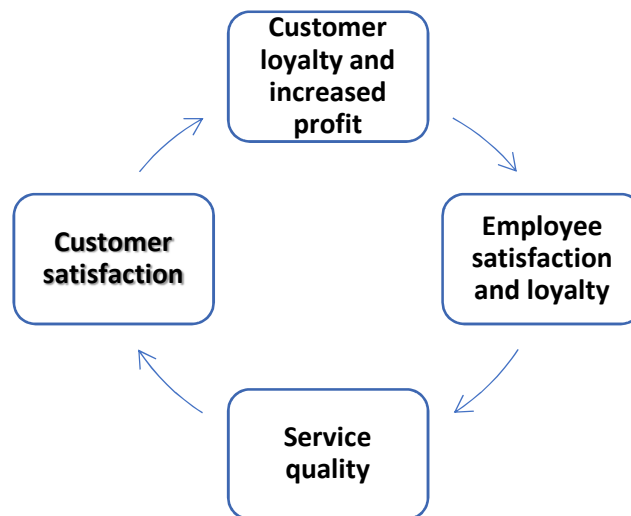 Customer
loyalty and
increased
profit
Employee
satisfaction
and loyalty
Service
quality
Customer
satisfaction